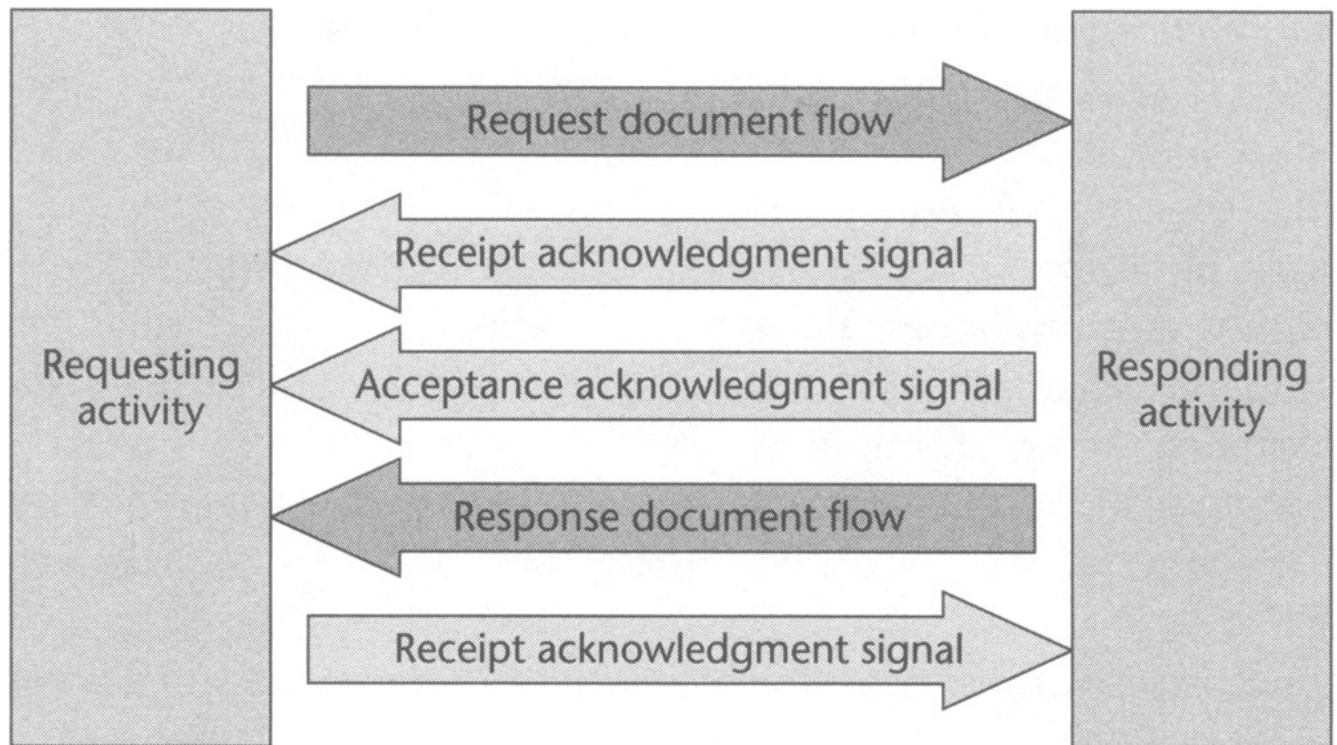 Request document flow
Receipt acknowledgment signal
Requesting
activity
Acceptance acknowledgment signal
Responding
activity
Response document flow
Receipt acknowledgment signal